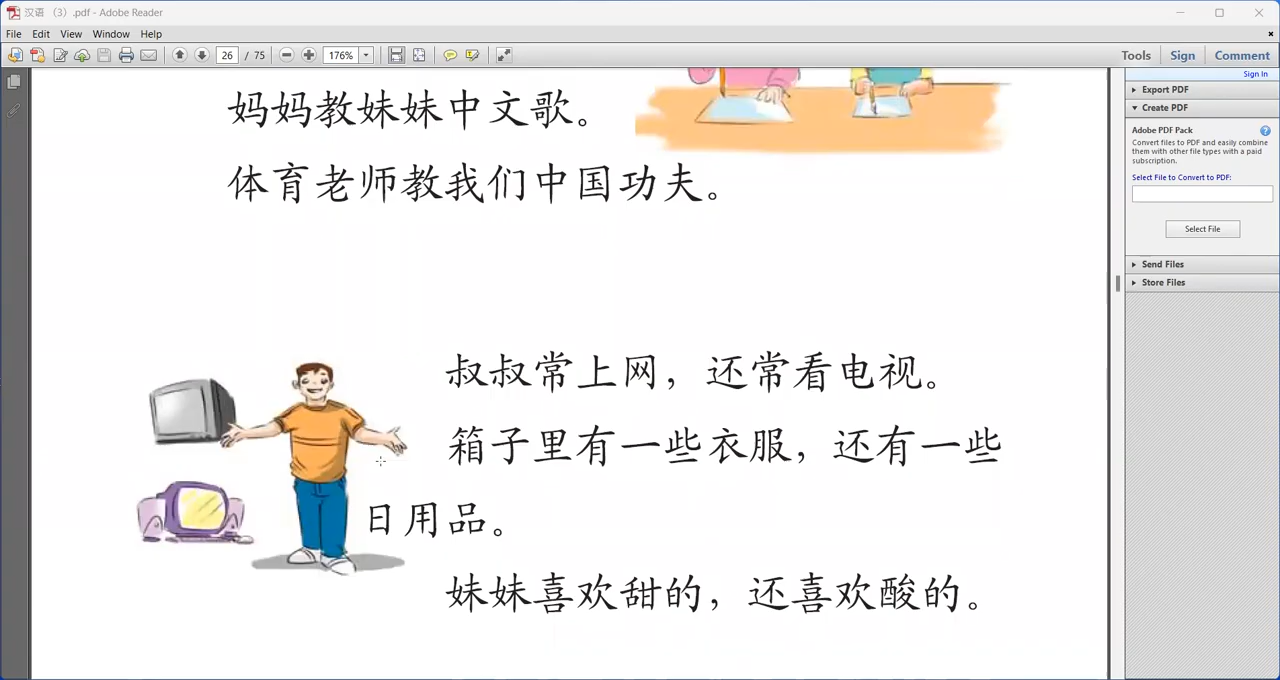 汉语 （3）.pdf - Adobe Reader
File Edit View Window Help
26 / 75 176% Tools Sign Comment
Sign In
Export PDF
Create PDF
Adobe PDF Pack
Convert files to PDF and easily combine
them with other file types with a paid
subscription.
Select File to Convert to PDF:
Select File
Send Files
Store Files
妈妈教妹妹中文歌。
体育老师教我们中国功夫。
叔叔常上网，还常看电视。
箱子里有一些衣服，还有一些
日用品。
妹妹喜欢甜的，还喜欢酸的。